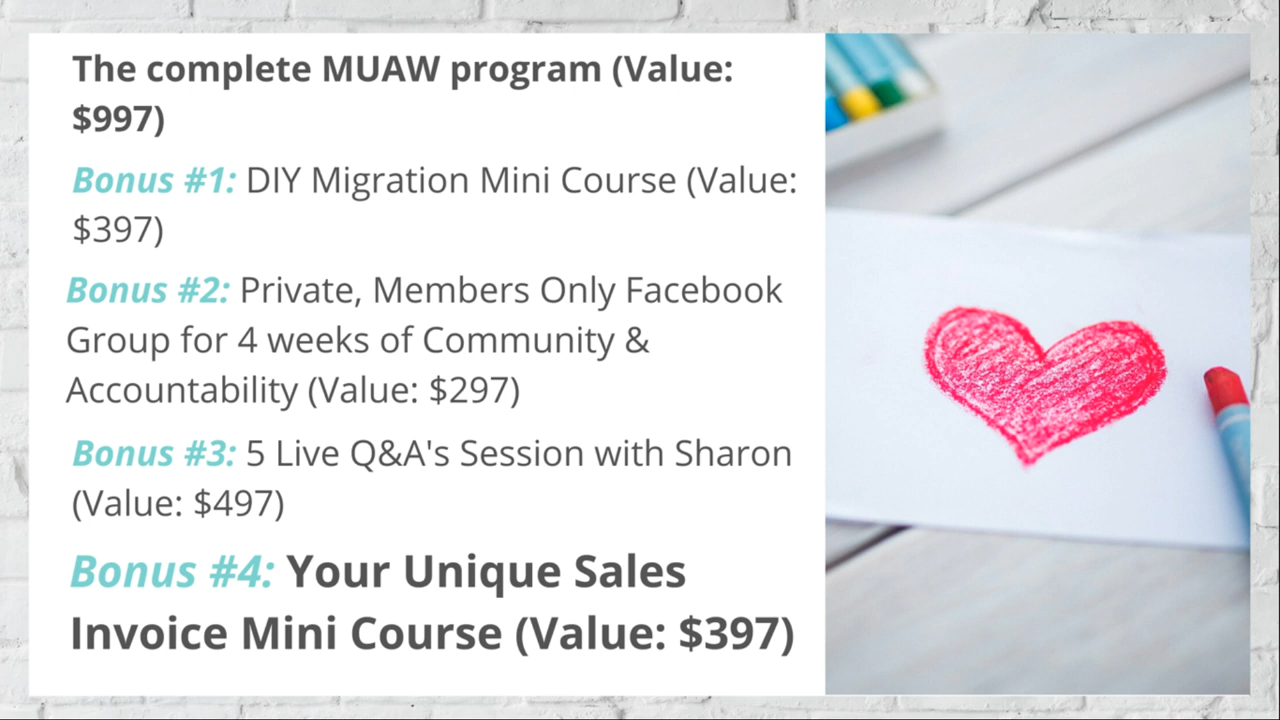 The complete MUAW program (Value:
$997)
Bonus #1: DIY Migration Mini Course (Value:
$397)
Bonus #2: Private, Members Only Facebook
Group for 4 weeks of Community &
Accountability (Value: $297)
Bonus #3: 5 Live Q&A's Session with Sharon
(Value: $497)
Bonus #4: Your Unique Sales
Invoice Mini Course (Value: $397)